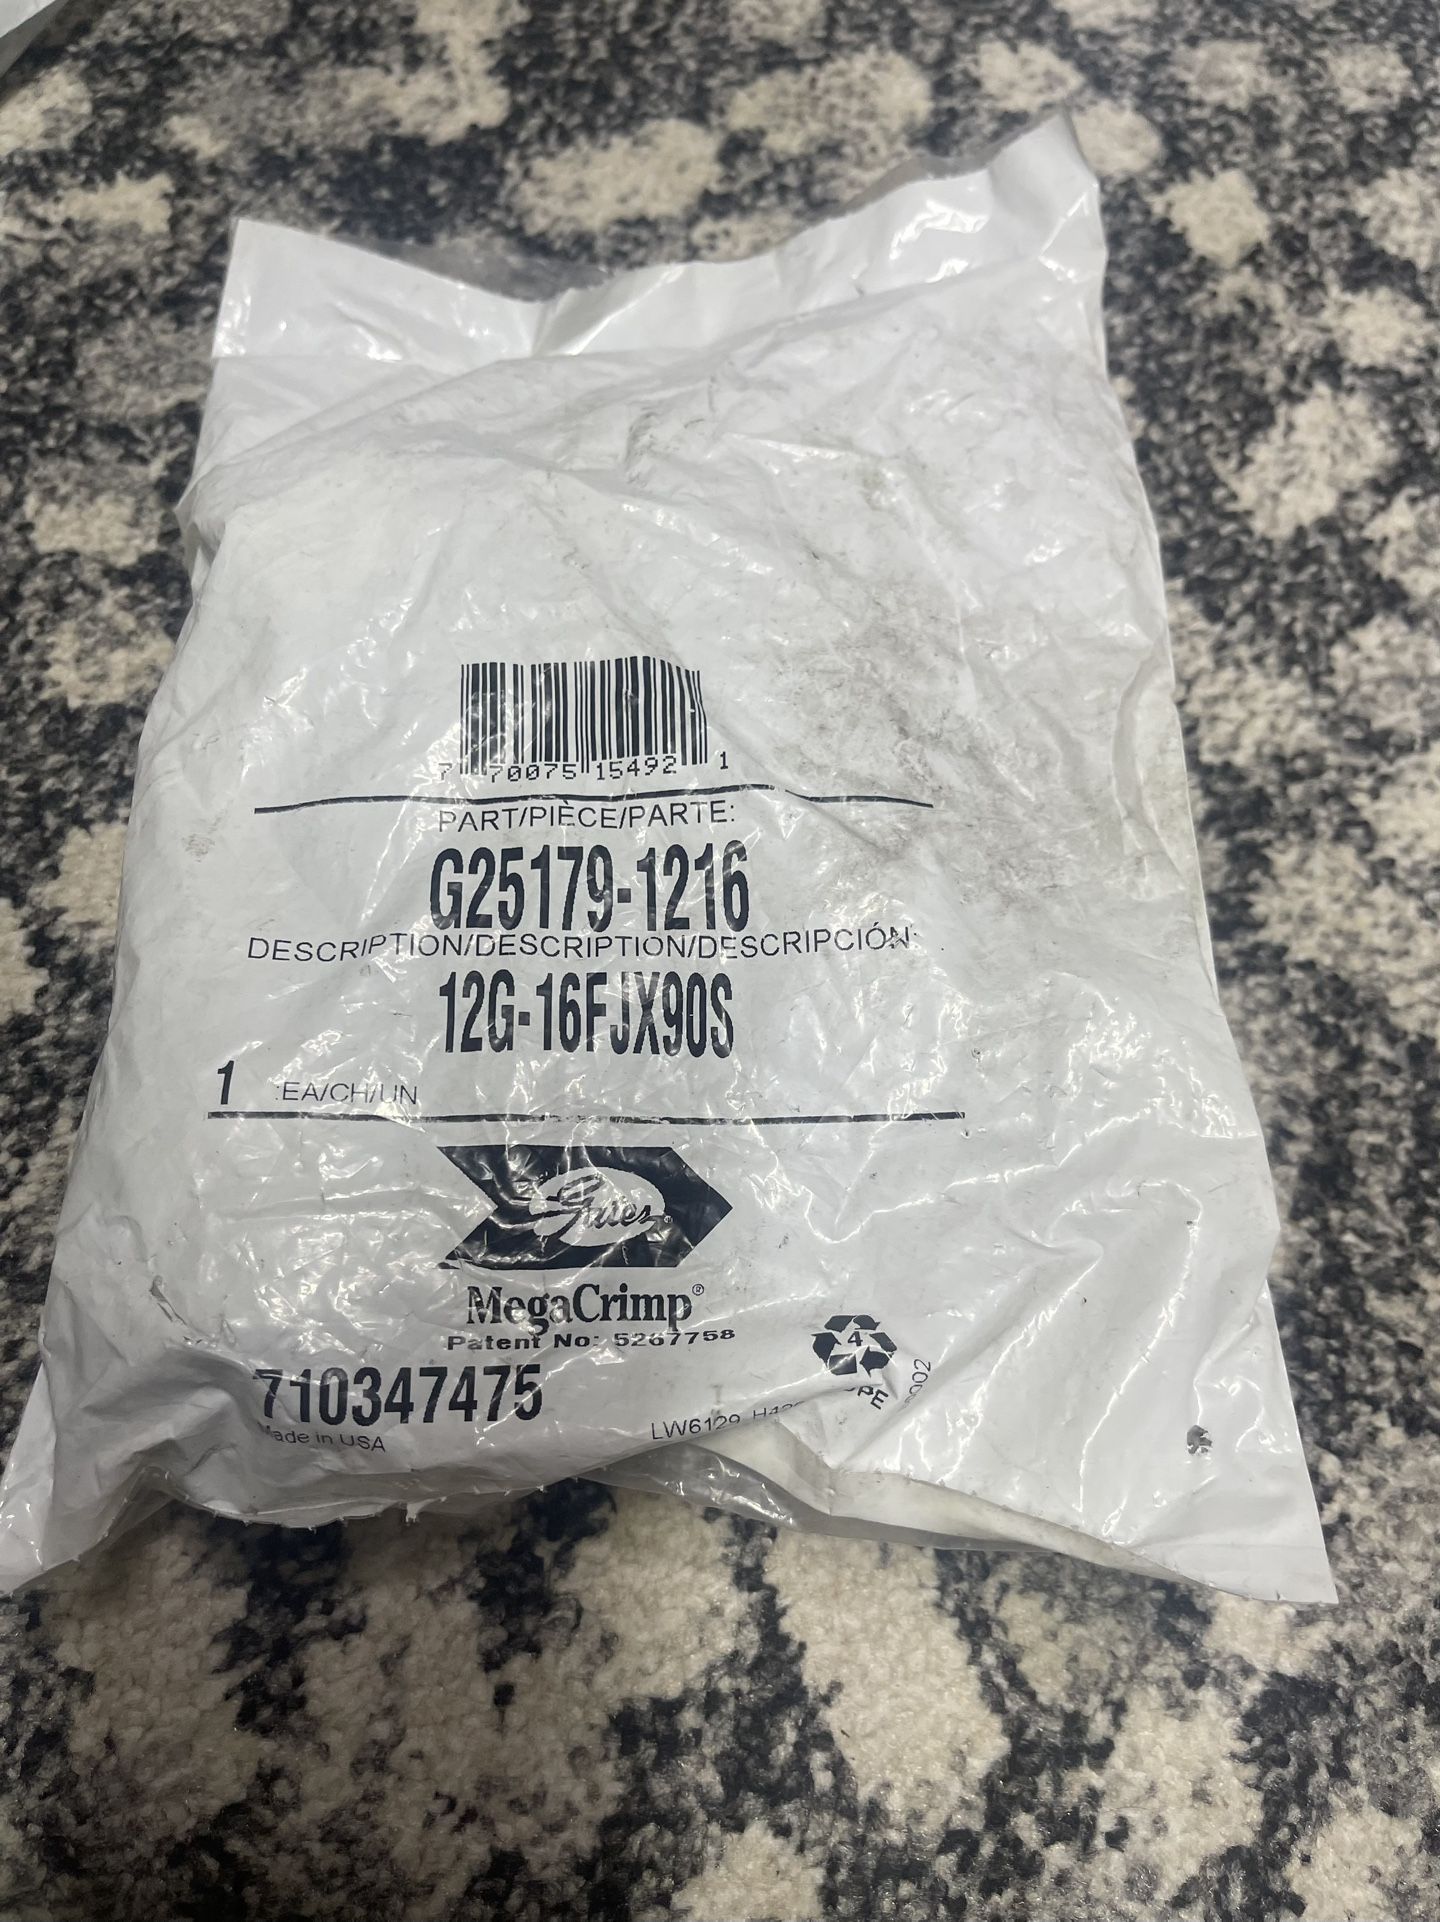 7 70075 15492 1
PART/PIÈCE/PARTE:
G25179-1216
DESCRIPTION/DESCRIPTION/DESCRIPCIÓN:
12G-16FJX90S
1 :EA/CH/UN
Gates®
MegaCrimp®
Patent No: 5267758
4
710347475
Made in USA
LW6129